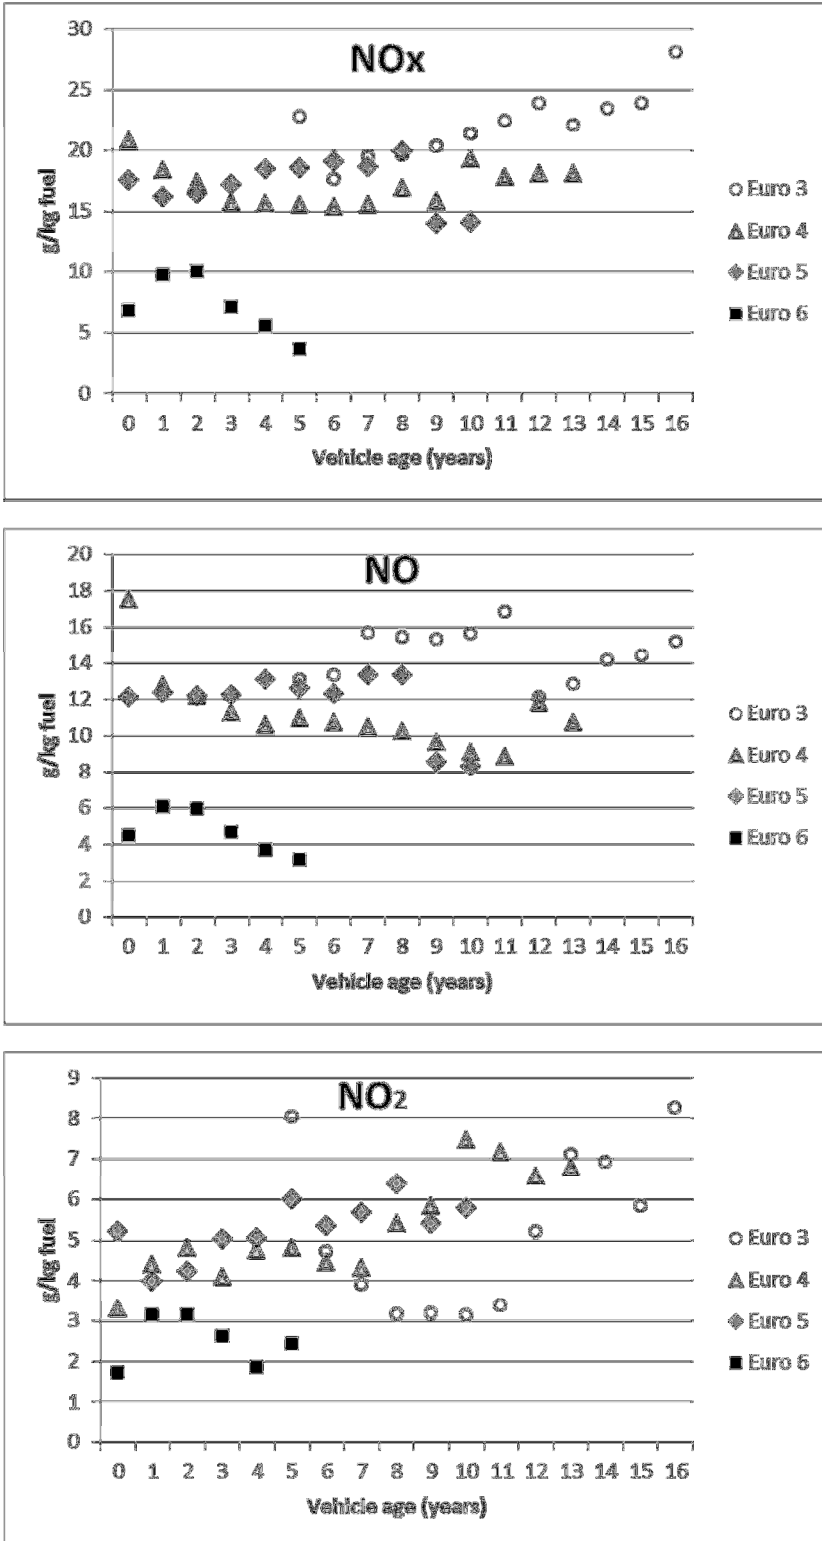 NOx
30
25
20
15
10
5
0
g/kg fuel
0 1 2 3 4 5 6 7 8 9 10 11 12 13 14 15 16
Vehicle age (years)
Euro 3
Euro 4
Euro 5
Euro 6
NO
20
18
16
14
12
10
8
6
4
2
0
g/kg fuel
0 1 2 3 4 5 6 7 8 9 10 11 12 13 14 15 16
Vehicle age (years)
Euro 3
Euro 4
Euro 5
Euro 6
NO2
9
8
7
6
5
4
3
2
1
0
g/kg fuel
0 1 2 3 4 5 6 7 8 9 10 11 12 13 14 15 16
Vehicle age (years)
Euro 3
Euro 4
Euro 5
Euro 6